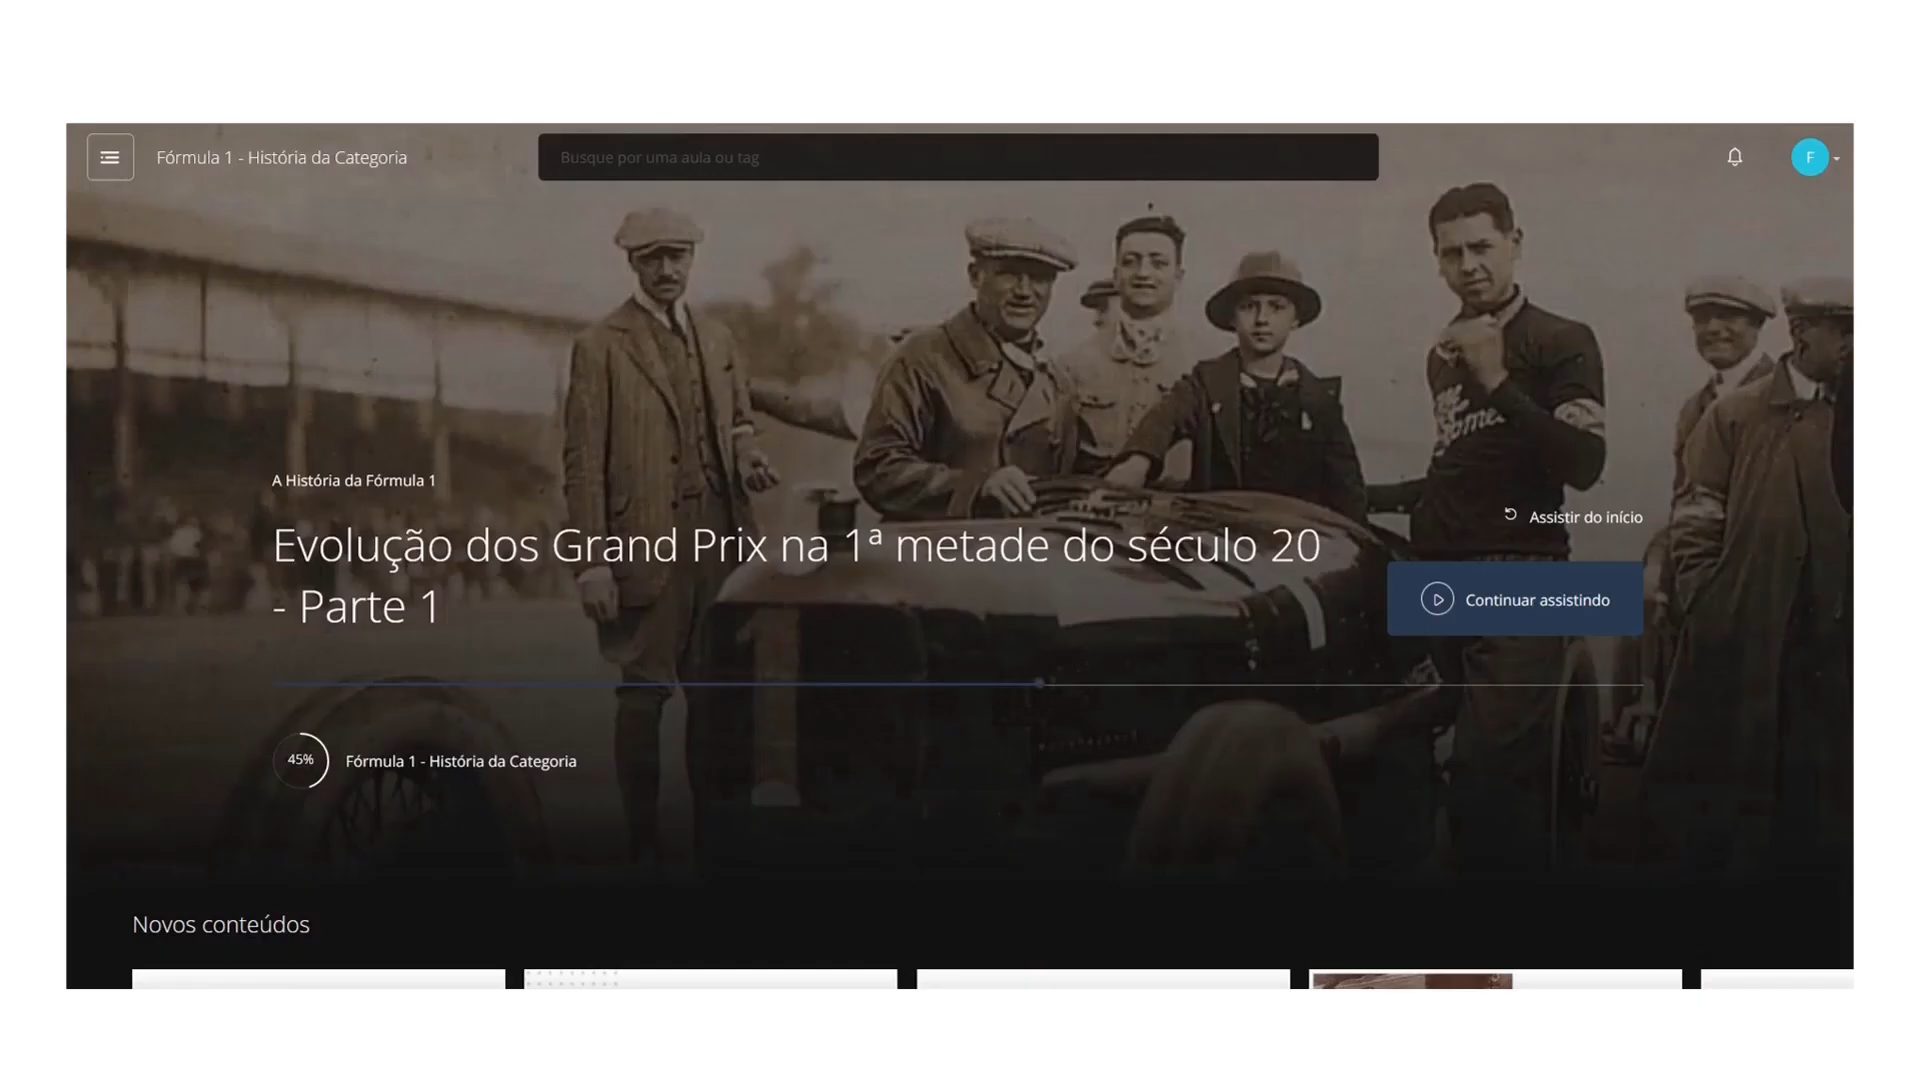 Fórmula 1 - História da Categoria
Busque por uma aula ou tag
F
A História da Fórmula 1
Evolução dos Grand Prix na 1ª metade do século 20
- Parte 1
Assistir do início
Continuar assistindo
45%
Fórmula 1 - História da Categoria
Novos conteúdos